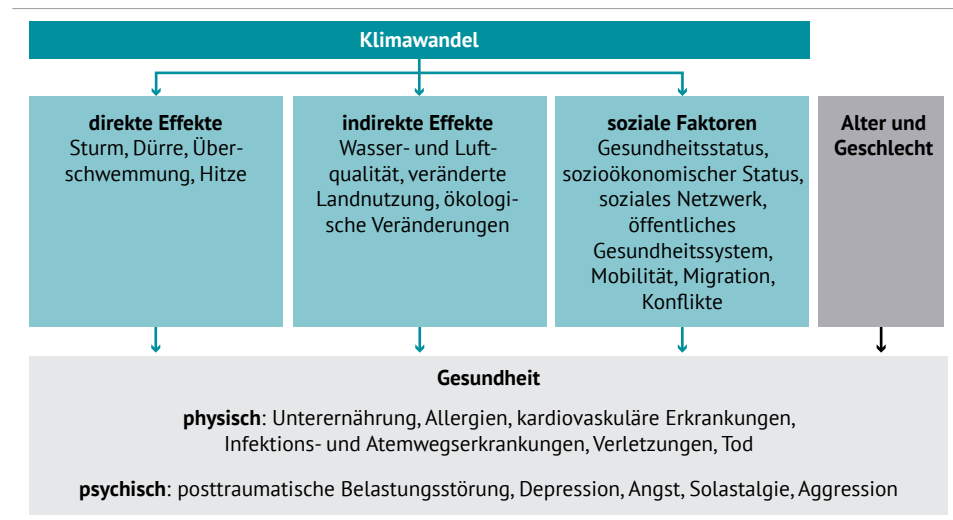 Klimawandel
direkte Effekte
Sturm, Dürre, Über-
schwemmung, Hitze
indirekte Effekte
Wasser- und Luft-
qualität, veränderte
Landnutzung, ökologi-
sche Veränderungen
soziale Faktoren
Gesundheitsstatus,
sozioökonomischer Status,
soziales Netzwerk,
öffentliches
Gesundheitssystem,
Mobilität, Migration,
Konflikte
Alter und
Geschlecht
Gesundheit
physisch: Unterernährung, Allergien, kardiovaskuläre Erkrankungen,
Infektions- und Atemwegserkrankungen, Verletzungen, Tod
psychisch: posttraumatische Belastungsstörung, Depression, Angst, Solastalgie, Aggression